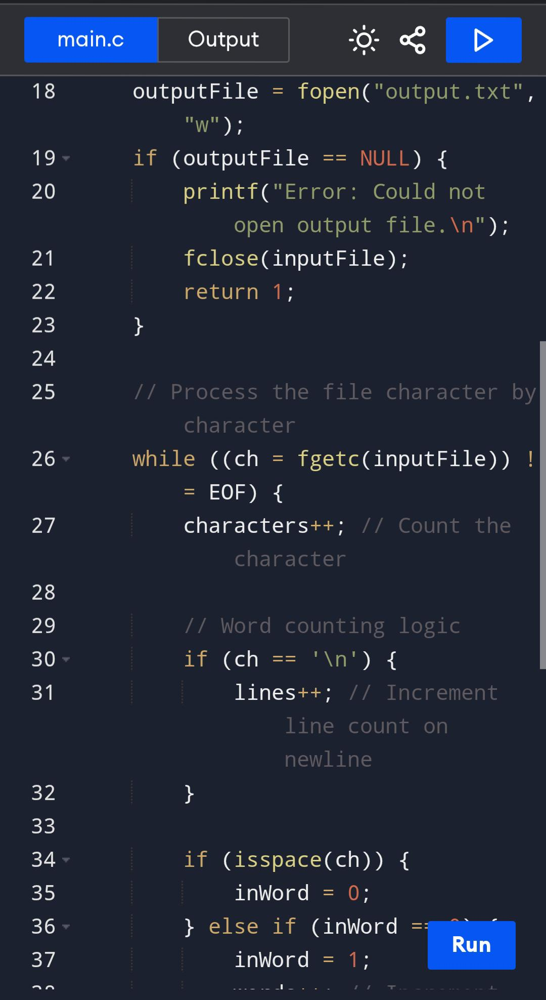 main.c Output
18 outputFile = fopen("output.txt",
"w");
19 if (outputFile == NULL) {
20 printf("Error: Could not
open output file.\n");
21 fclose(inputFile);
22 return 1;
23 }
24
25 // Process the file character by
character
26 while ((ch = fgetc(inputFile)) !
= EOF) {
27 characters++; // Count the
character
28
29 // Word counting logic
30 if (ch == '\n') {
31 lines++; // Increment
line count on
newline
32 }
33
34 if (isspace(ch)) {
35 inWord = 0;
36 } else if (inWord == 0) {
Run
37 inWord = 1;
38 words++; // Increment